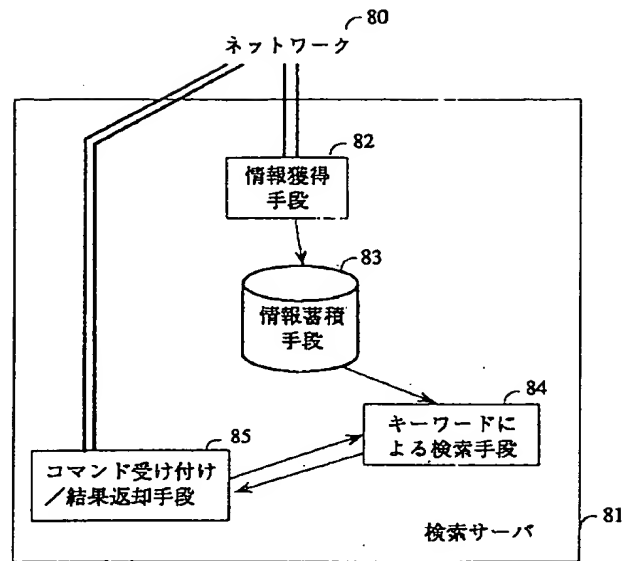 80
ネットワーク
82
情報獲得
手段
83
情報蓄積
手段
84
キーワードに
よる検索手段
85
コマンド受け付け
／結果返却手段
検索サーバ
81